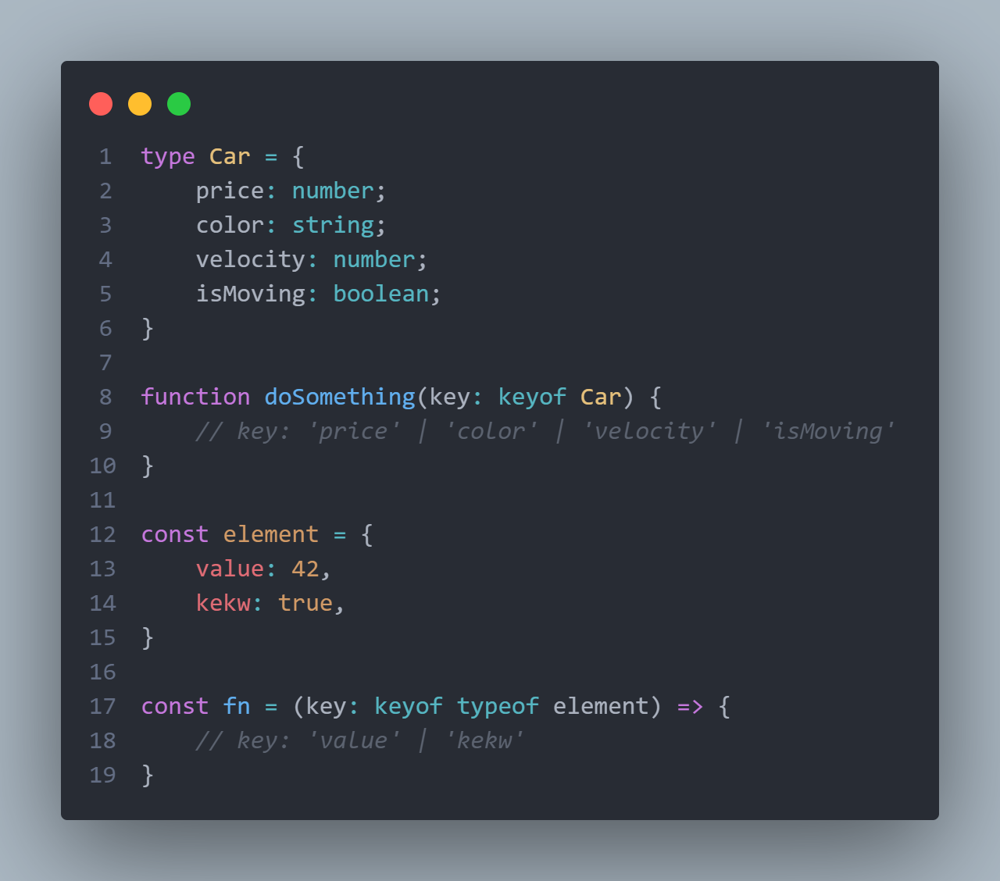 1 type Car = {
2     price: number;
3     color: string;
4     velocity: number;
5     isMoving: boolean;
6 }
7
8 function doSomething(key: keyof Car) {
9     // key: 'price' | 'color' | 'velocity' | 'isMoving'
10 }
11
12 const element = {
13     value: 42,
14     kekw: true,
15 }
16
17 const fn = (key: keyof typeof element) => {
18     // key: 'value' | 'kekw'
19 }